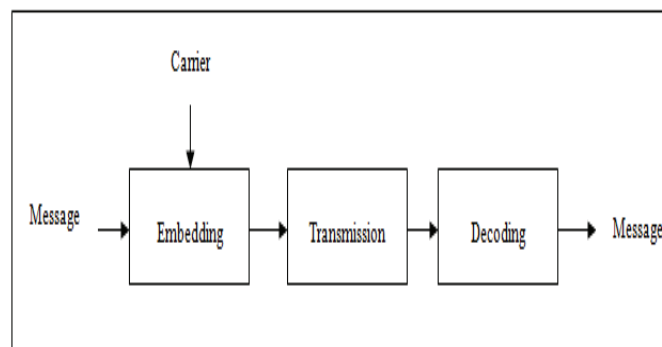 Carrier
Message
Embedding
Transmission
Decoding
Message